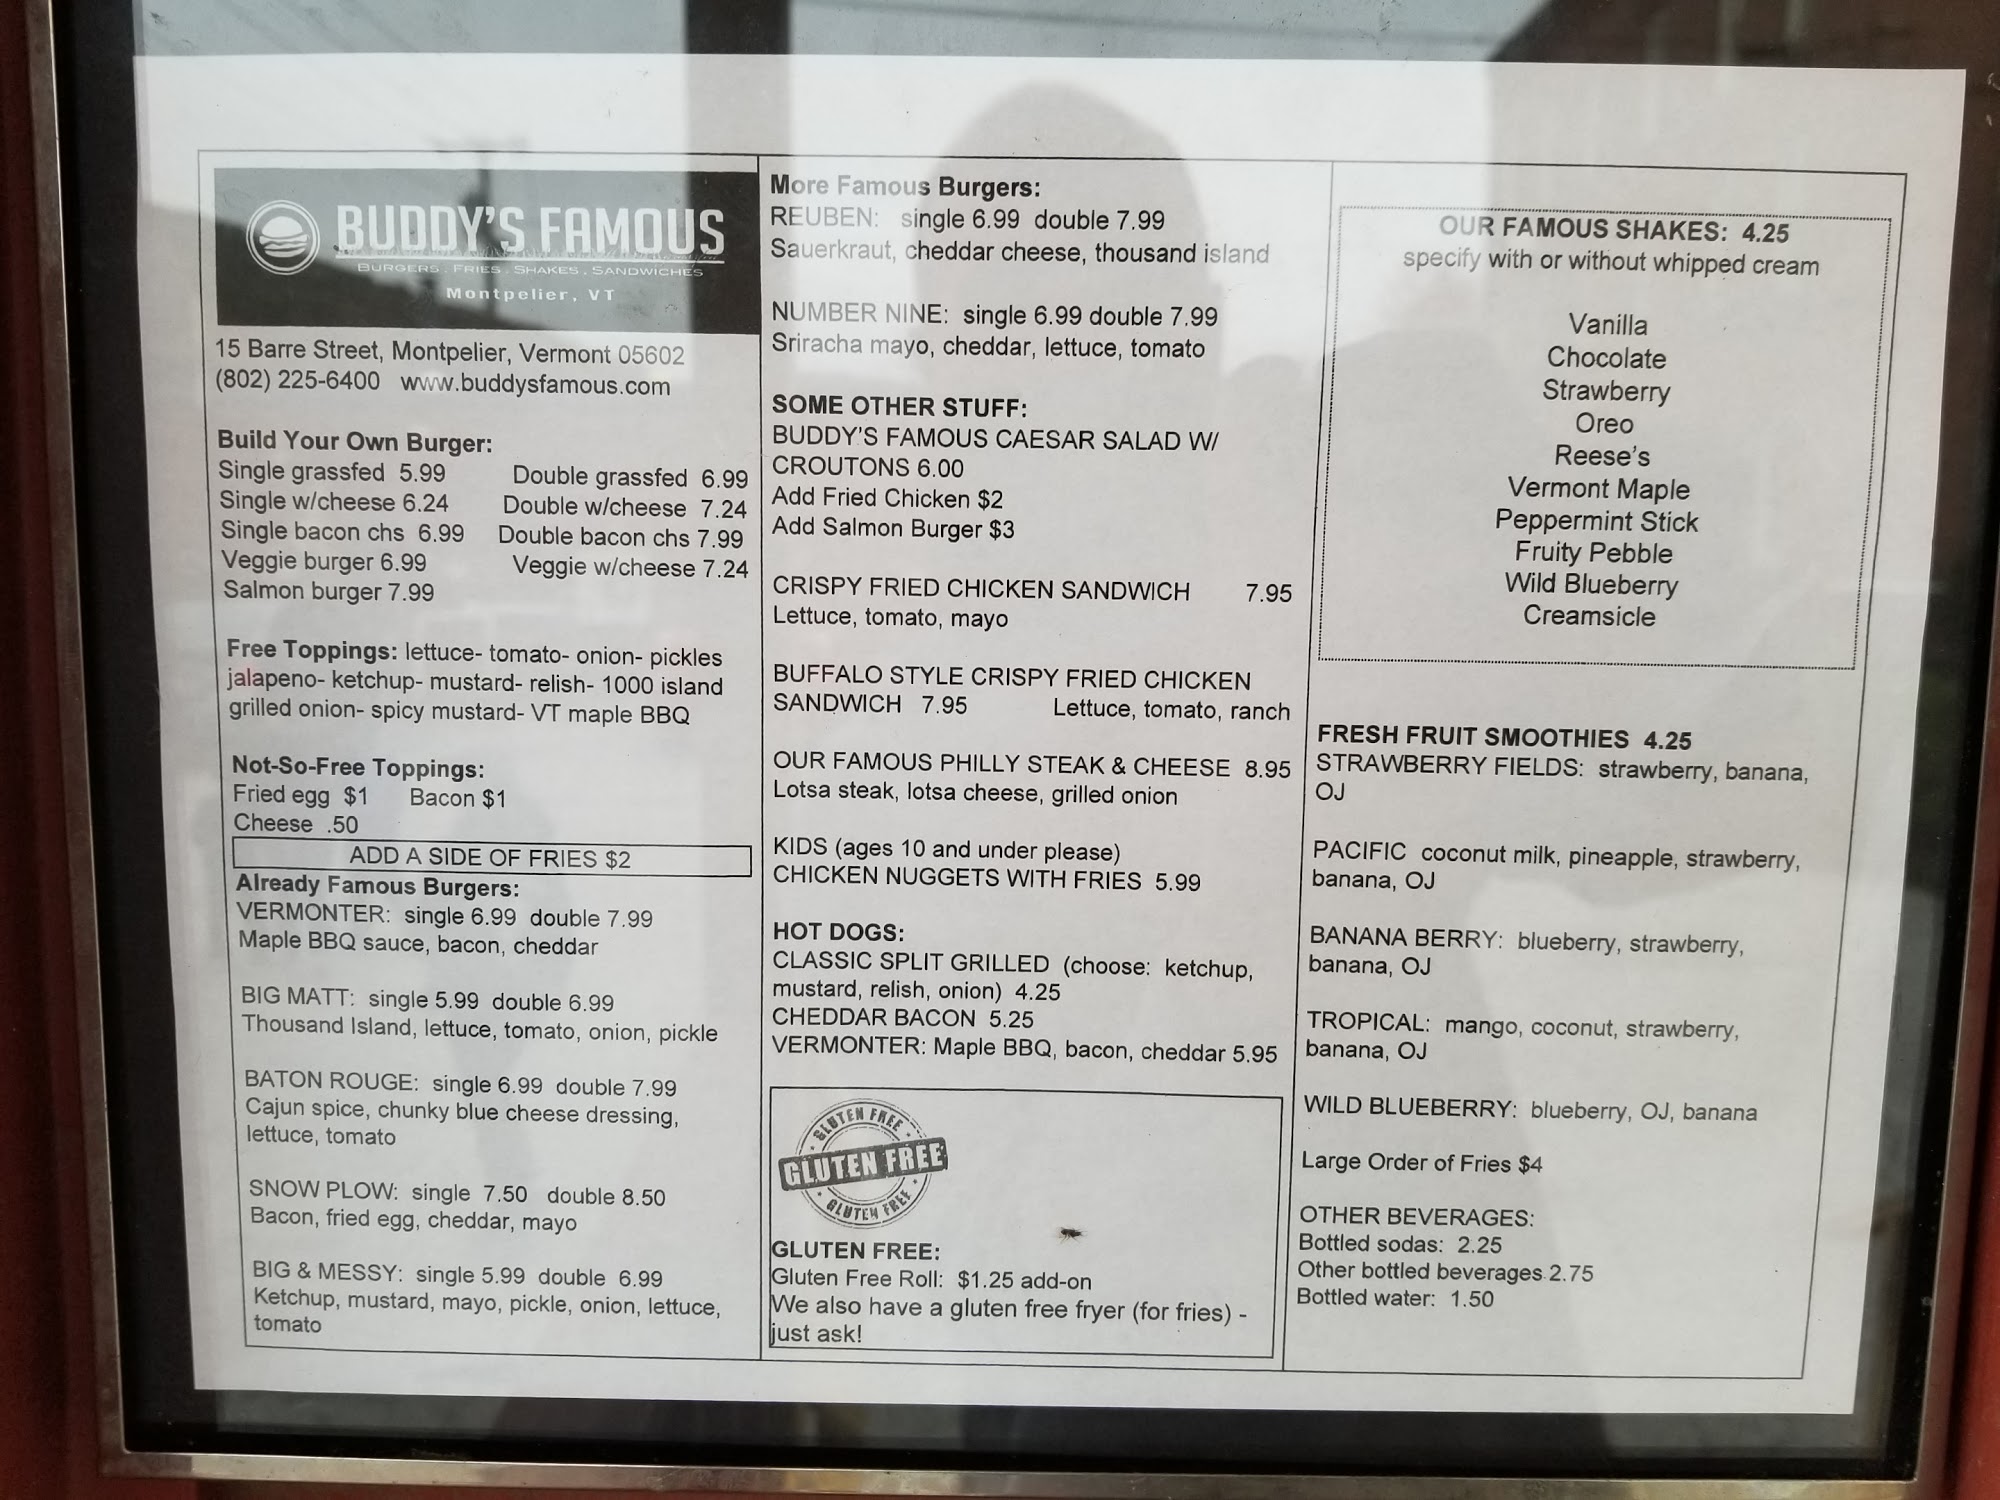 BUDDY'S FAMOUS
BURGERS . FRIES . SHAKES . SANDWICHES
Montpelier, VT
15 Barre Street, Montpelier, Vermont 05602
(802) 225-6400 www.buddysfamous.com
Build Your Own Burger:
Single grassfed 5.99 Double grassfed 6.99
Single w/cheese 6.24 Double w/cheese 7.24
Single bacon chs 6.99 Double bacon chs 7.99
Veggie burger 6.99 Veggie w/cheese 7.24
Salmon burger 7.99
Free Toppings: lettuce- tomato- onion- pickles
jalapeno- ketchup- mustard- relish- 1000 island
grilled onion- spicy mustard- VT maple BBQ
Not-So-Free Toppings:
Fried egg $1 Bacon $1
Cheese .50
ADD A SIDE OF FRIES $2
Already Famous Burgers:
VERMONTER: single 6.99 double 7.99
Maple BBQ sauce, bacon, cheddar
BIG MATT: single 5.99 double 6.99
Thousand Island, lettuce, tomato, onion, pickle
BATON ROUGE: single 6.99 double 7.99
Cajun spice, chunky blue cheese dressing,
lettuce, tomato
SNOW PLOW: single 7.50 double 8.50
Bacon, fried egg, cheddar, mayo
BIG & MESSY: single 5.99 double 6.99
Ketchup, mustard, mayo, pickle, onion, lettuce,
tomato
More Famous Burgers:
REUBEN: single 6.99 double 7.99
Sauerkraut, cheddar cheese, thousand island
NUMBER NINE: single 6.99 double 7.99
Sriracha mayo, cheddar, lettuce, tomato
SOME OTHER STUFF:
BUDDY'S FAMOUS CAESAR SALAD W/
CROUTONS 6.00
Add Fried Chicken $2
Add Salmon Burger $3
CRISPY FRIED CHICKEN SANDWICH 7.95
Lettuce, tomato, mayo
BUFFALO STYLE CRISPY FRIED CHICKEN
SANDWICH 7.95 Lettuce, tomato, ranch
OUR FAMOUS PHILLY STEAK & CHEESE 8.95
Lotsa steak, lotsa cheese, grilled onion
KIDS (ages 10 and under please)
CHICKEN NUGGETS WITH FRIES 5.99
HOT DOGS:
CLASSIC SPLIT GRILLED (choose: ketchup,
mustard, relish, onion) 4.25
CHEDDAR BACON 5.25
VERMONTER: Maple BBQ, bacon, cheddar 5.95
GLUTEN FREE
GLUTEN FREE
GLUTEN FREE
GLUTEN FREE:
Gluten Free Roll: $1.25 add-on
We also have a gluten free fryer (for fries) -
just ask!
OUR FAMOUS SHAKES: 4.25
specify with or without whipped cream
Vanilla
Chocolate
Strawberry
Oreo
Reese's
Vermont Maple
Peppermint Stick
Fruity Pebble
Wild Blueberry
Creamsicle
FRESH FRUIT SMOOTHIES 4.25
STRAWBERRY FIELDS: strawberry, banana,
OJ
PACIFIC coconut milk, pineapple, strawberry,
banana, OJ
BANANA BERRY: blueberry, strawberry,
banana, OJ
TROPICAL: mango, coconut, strawberry,
banana, OJ
WILD BLUEBERRY: blueberry, OJ, banana
Large Order of Fries $4
OTHER BEVERAGES:
Bottled sodas: 2.25
Other bottled beverages 2.75
Bottled water: 1.50